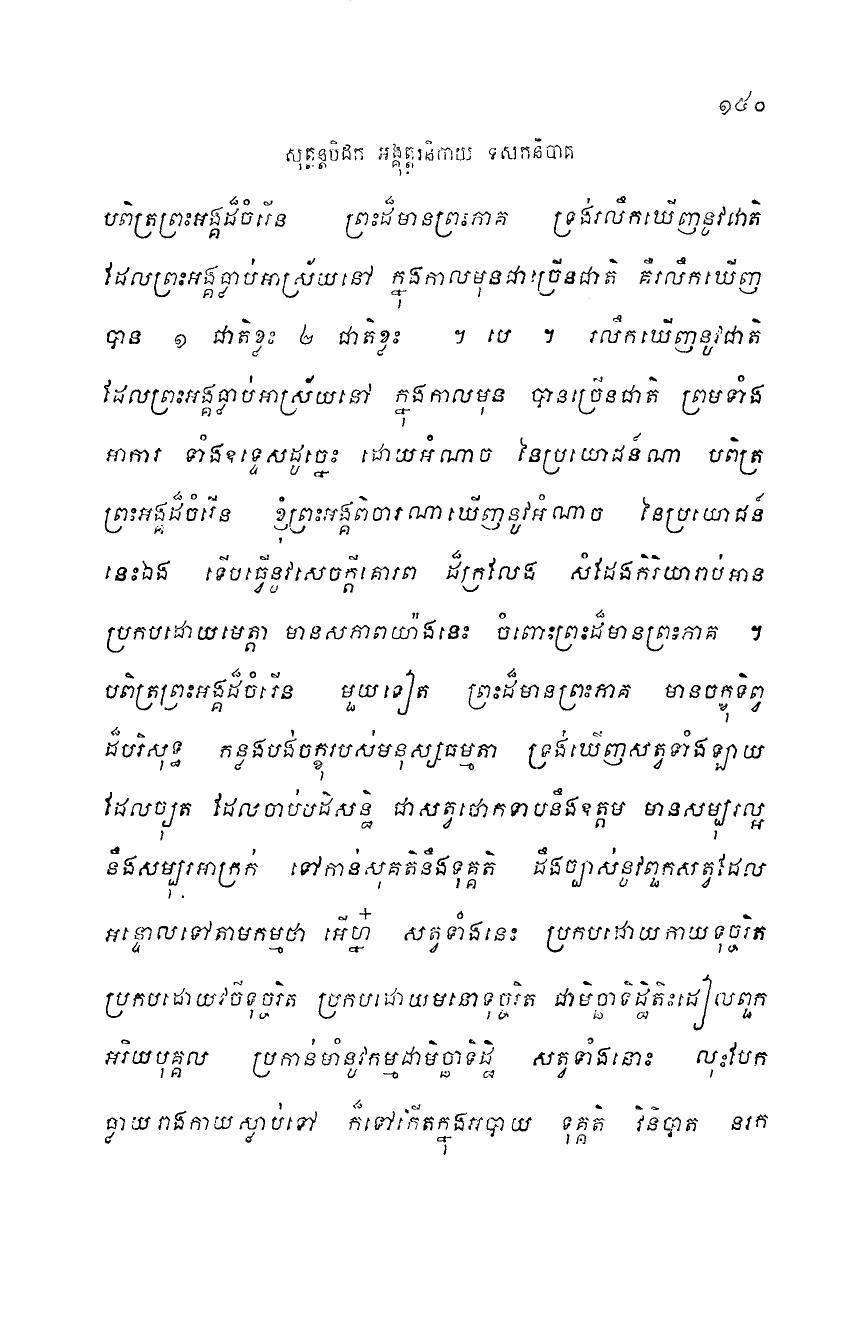 ១៥០
សុត្តន្តបិដក អង្គុត្តរនិកាយ ទសកនិបាត
បពិត្រព្រះអង្គដ៏ចំរើន ព្រះដ៏មានព្រះភាគ ទ្រង់រលឹកឃើញនូវជាតិ
ដែលព្រះអង្គធ្លាប់អាស្រ័យនៅ ក្នុងកាលមុនជាច្រើនជាតិ គឺរលឹកឃើញ
បាន ១ ជាតិខ្លះ ២ ជាតិខ្លះ ។ បេ ។ រលឹកឃើញនូវជាតិ
ដែលព្រះអង្គធ្លាប់អាស្រ័យនៅ ក្នុងកាលមុន បានច្រើនជាតិ ព្រមទាំង
អាការ ទាំងឧទ្ទេសដូច្នេះ ដោយអំណាច នៃប្រយោជន៍ណា បពិត្រ
ព្រះអង្គដ៏ចំរើន ខ្ញុំព្រះអង្គពិចារណាឃើញនូវអំណាច នៃប្រយោជន៍
នេះឯង ទើបធ្វើនូវសេចក្តីគោរព ដ៏ក្រលែង សំដែងកិរិយារាប់អាន
ប្រកបដោយមេត្តា មានសភាពយ៉ាងនេះ ចំពោះព្រះដ៏មានព្រះភាគ ។
បពិត្រព្រះអង្គដ៏ចំរើន មួយទៀត ព្រះដ៏មានព្រះភាគ មានចក្ខុទិព្វ
ដ៏បរិសុទ្ធ កន្លងបង់ចក្ខុរបស់មនុស្សធម្មតា ទ្រង់ឃើញសត្វទាំងឡាយ
ដែលច្យុត ដែលចាប់បដិសន្ធិ ជាសត្វថោកទាបនឹងឧត្តម មានសម្បុរល្អ
នឹងសម្បុរអាក្រក់ ទៅកាន់សុគតិនឹងទុគ្គតិ ដឹងច្បាស់នូវពួកសត្វដែល
អន្ទោលទៅតាមកម្មថា អើហ្ន៎ សត្វទាំងនេះ ប្រកបដោយកាយទុច្ចរិត
ប្រកបដោយវចីទុច្ចរិត ប្រកបដោយមនោទុច្ចរិត ជាមិច្ឆាទិដ្ឋិតិះដៀលពួក
អរិយបុគ្គល ប្រកាន់មាំនូវកម្មជាមិច្ឆាទិដ្ឋិ សត្វទាំងនោះ លុះបែក
ធ្លាយរាងកាយស្លាប់ទៅ ក៏ទៅកើតក្នុងអបាយ ទុគ្គតិ វិនិបាត នរក